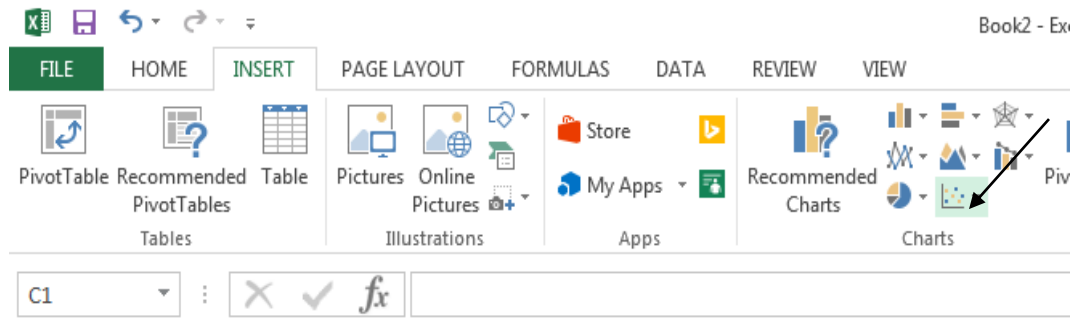 Book2 - Exc
FILE HOME INSERT PAGE LAYOUT FORMULAS DATA REVIEW VIEW
Store
PivotTable Recommended Table Pictures Online My Apps Recommended Piv
PivotTables Pictures Charts
Tables Illustrations Apps Charts
C1 fx